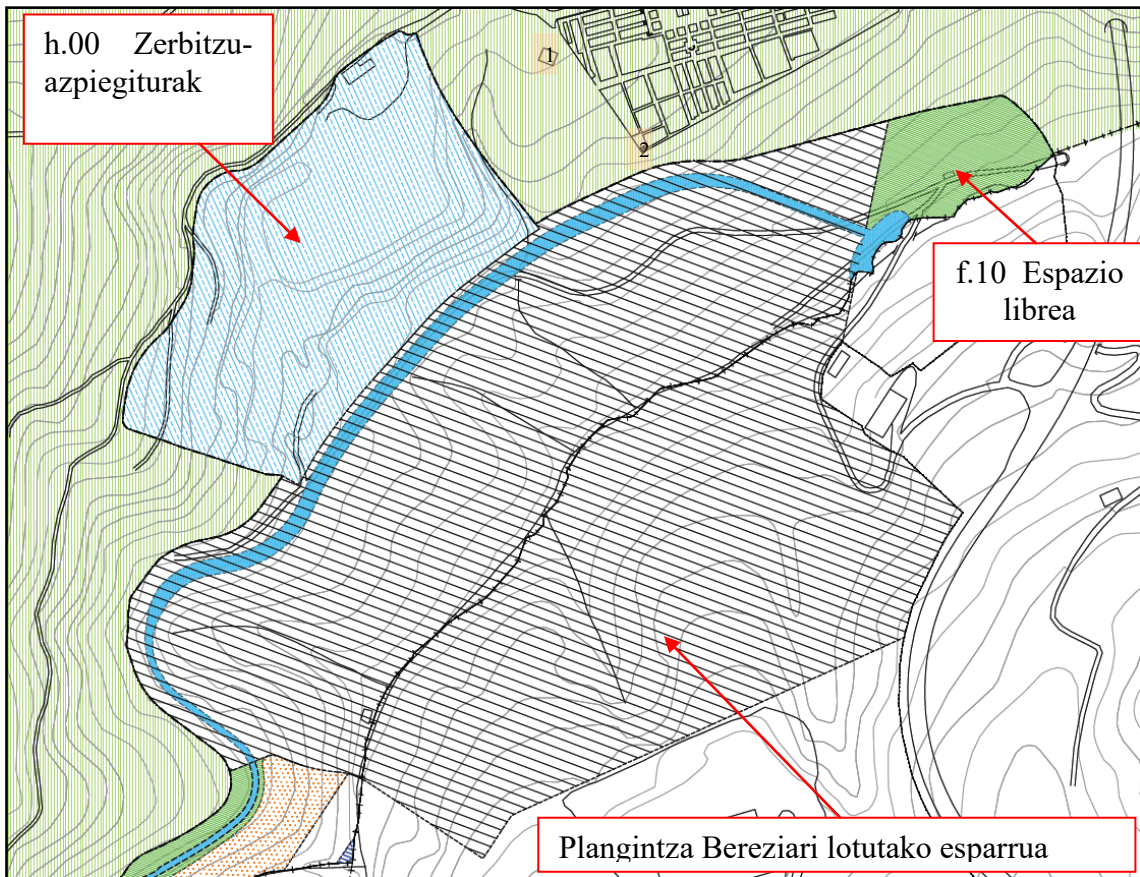 h.00 Zerbitzu-
azpiegiturak
1
2
f.10 Espazio
librea
Plangintza Bereziari lotutako esparrua